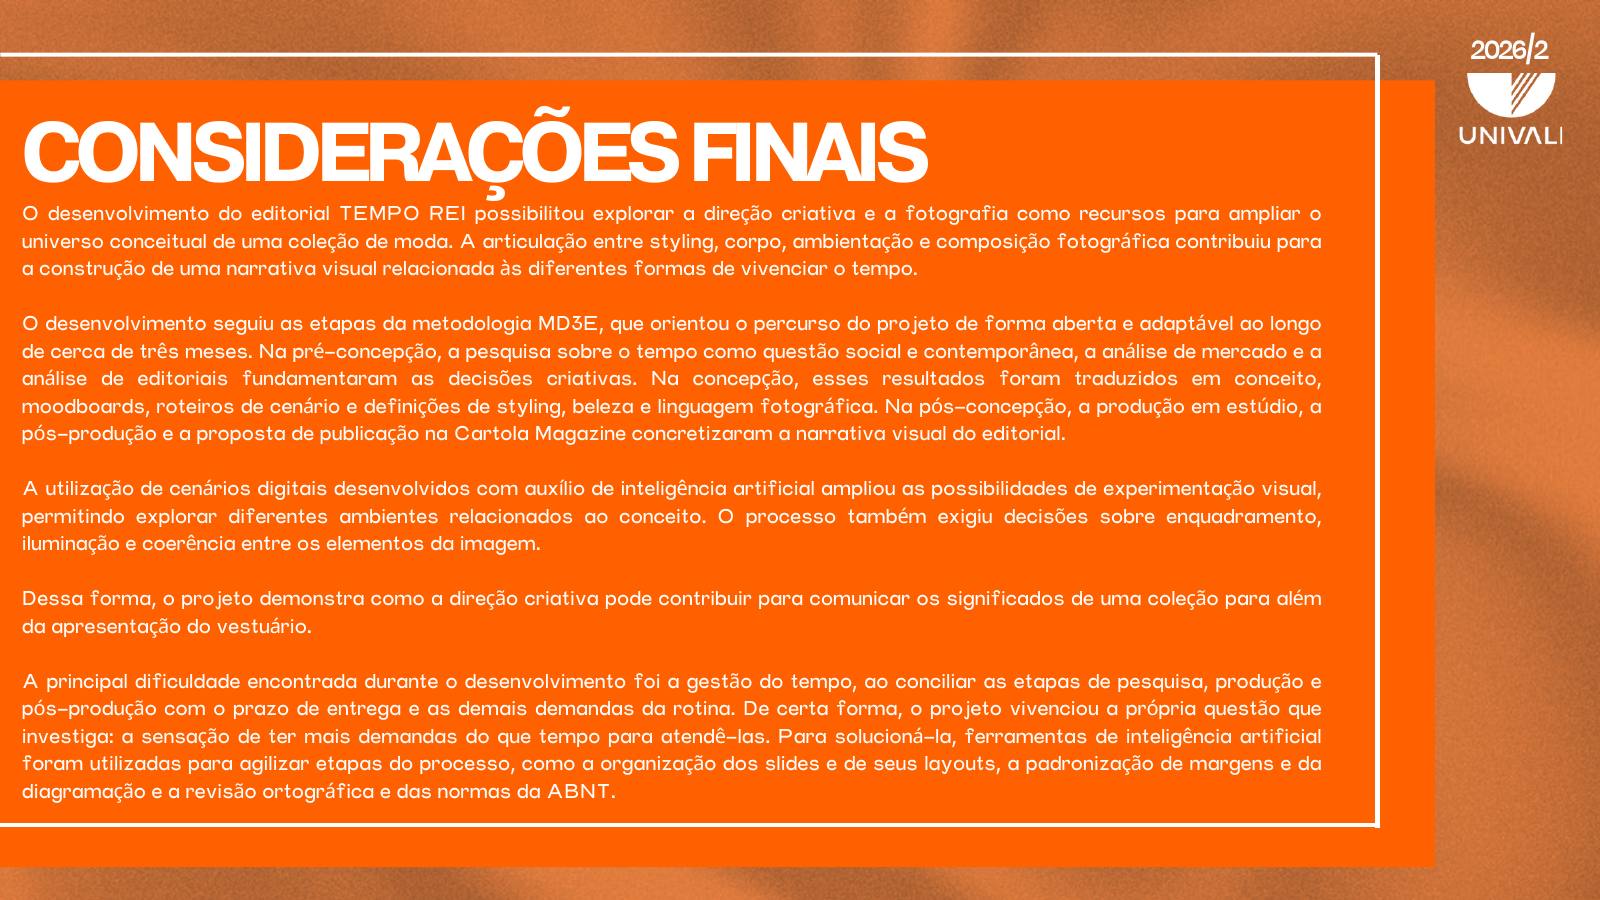 2026/2
UNIVALI
CONSIDERAÇÕES FINAIS
O desenvolvimento do editorial TEMPO REI possibilitou explorar a direção criativa e a fotografia como recursos para ampliar o
universo conceitual de uma coleção de moda. A articulação entre styling, corpo, ambientação e composição fotográfica contribuiu para
a construção de uma narrativa visual relacionada às diferentes formas de vivenciar o tempo.
O desenvolvimento seguiu as etapas da metodologia MD3E, que orientou o percurso do projeto de forma aberta e adaptável ao longo
de cerca de três meses. Na pré-concepção, a pesquisa sobre o tempo como questão social e contemporânea, a análise de mercado e a
análise de editoriais fundamentaram as decisões criativas. Na concepção, esses resultados foram traduzidos em conceito,
moodboards, roteiros de cenário e definições de styling, beleza e linguagem fotográfica. Na pós-concepção, a produção em estúdio, a
pós-produção e a proposta de publicação na Cartola Magazine concretizaram a narrativa visual do editorial.
A utilização de cenários digitais desenvolvidos com auxílio de inteligência artificial ampliou as possibilidades de experimentação visual,
permitindo explorar diferentes ambientes relacionados ao conceito. O processo também exigiu decisões sobre enquadramento,
iluminação e coerência entre os elementos da imagem.
Dessa forma, o projeto demonstra como a direção criativa pode contribuir para comunicar os significados de uma coleção para além
da apresentação do vestuário.
A principal dificuldade encontrada durante o desenvolvimento foi a gestão do tempo, ao conciliar as etapas de pesquisa, produção e
pós-produção com o prazo de entrega e as demais demandas da rotina. De certa forma, o projeto vivenciou a própria questão que
investiga: a sensação de ter mais demandas do que tempo para atendê-las. Para solucioná-la, ferramentas de inteligência artificial
foram utilizadas para agilizar etapas do processo, como a organização dos slides e de seus layouts, a padronização de margens e da
diagramação e a revisão ortográfica e das normas da ABNT.